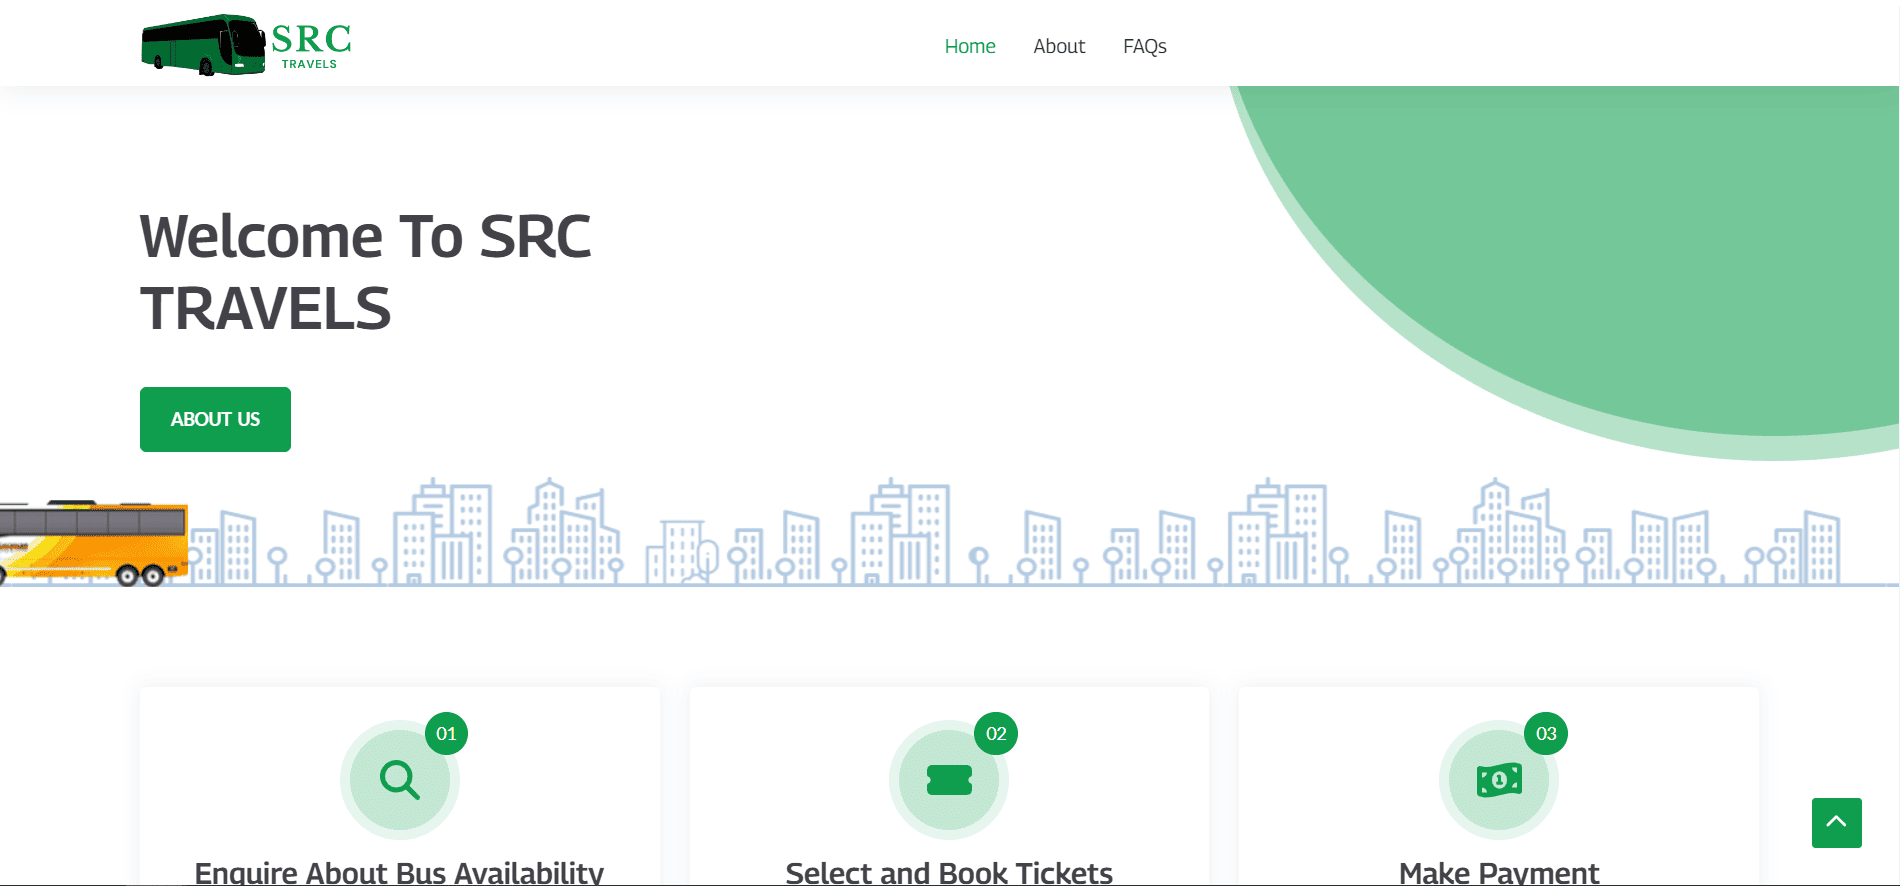 SRC
TRAVELS
Home About FAQs
Welcome To SRC
TRAVELS
ABOUT US
01
02
03
1
Enquire About Bus Availability
Select and Book Tickets
Make Payment